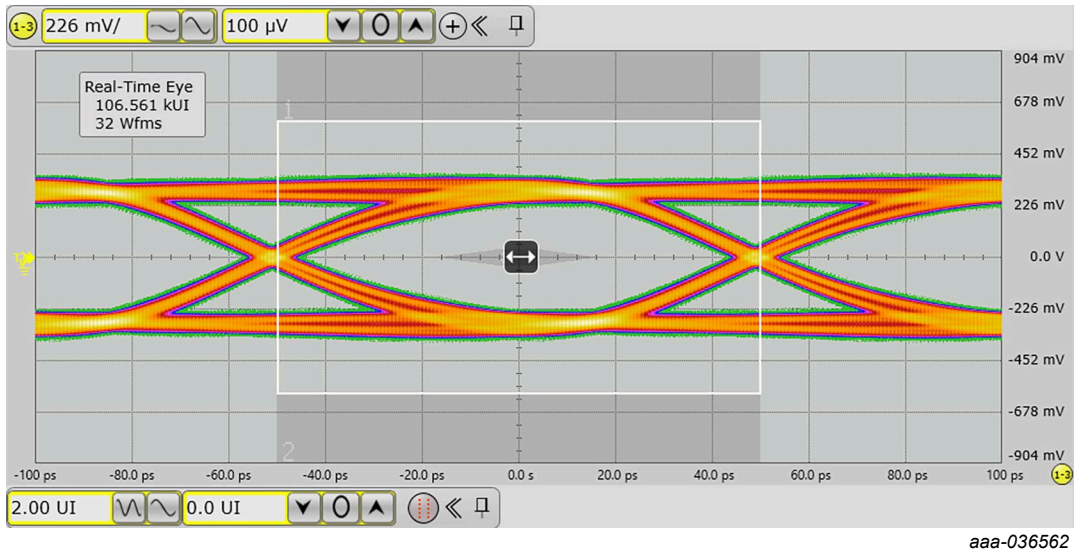 1-3 226 mV/ 100 µV
904 mV
Real-Time Eye
106.561 kUI
32 Wfms
1
678 mV
452 mV
226 mV
T
0.0 V
-226 mV
-452 mV
-678 mV
2
-904 mV
-100 ps -80.0 ps -60.0 ps -40.0 ps -20.0 ps 0.0 s 20.0 ps 40.0 ps 60.0 ps 80.0 ps 100 ps 1-3
2.00 UI 0.0 UI
aaa-036562